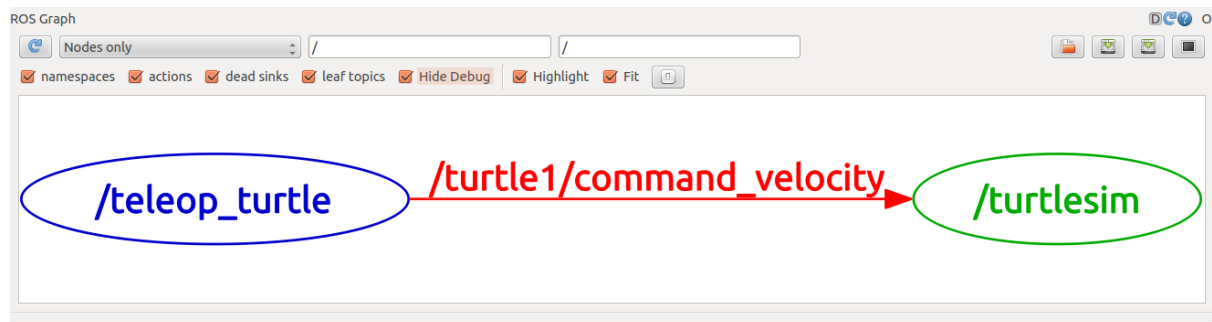 ROS Graph D ? O
Nodes only / /
namespaces actions dead sinks leaf topics Hide Debug Highlight Fit
/teleop_turtle /turtle1/command_velocity /turtlesim